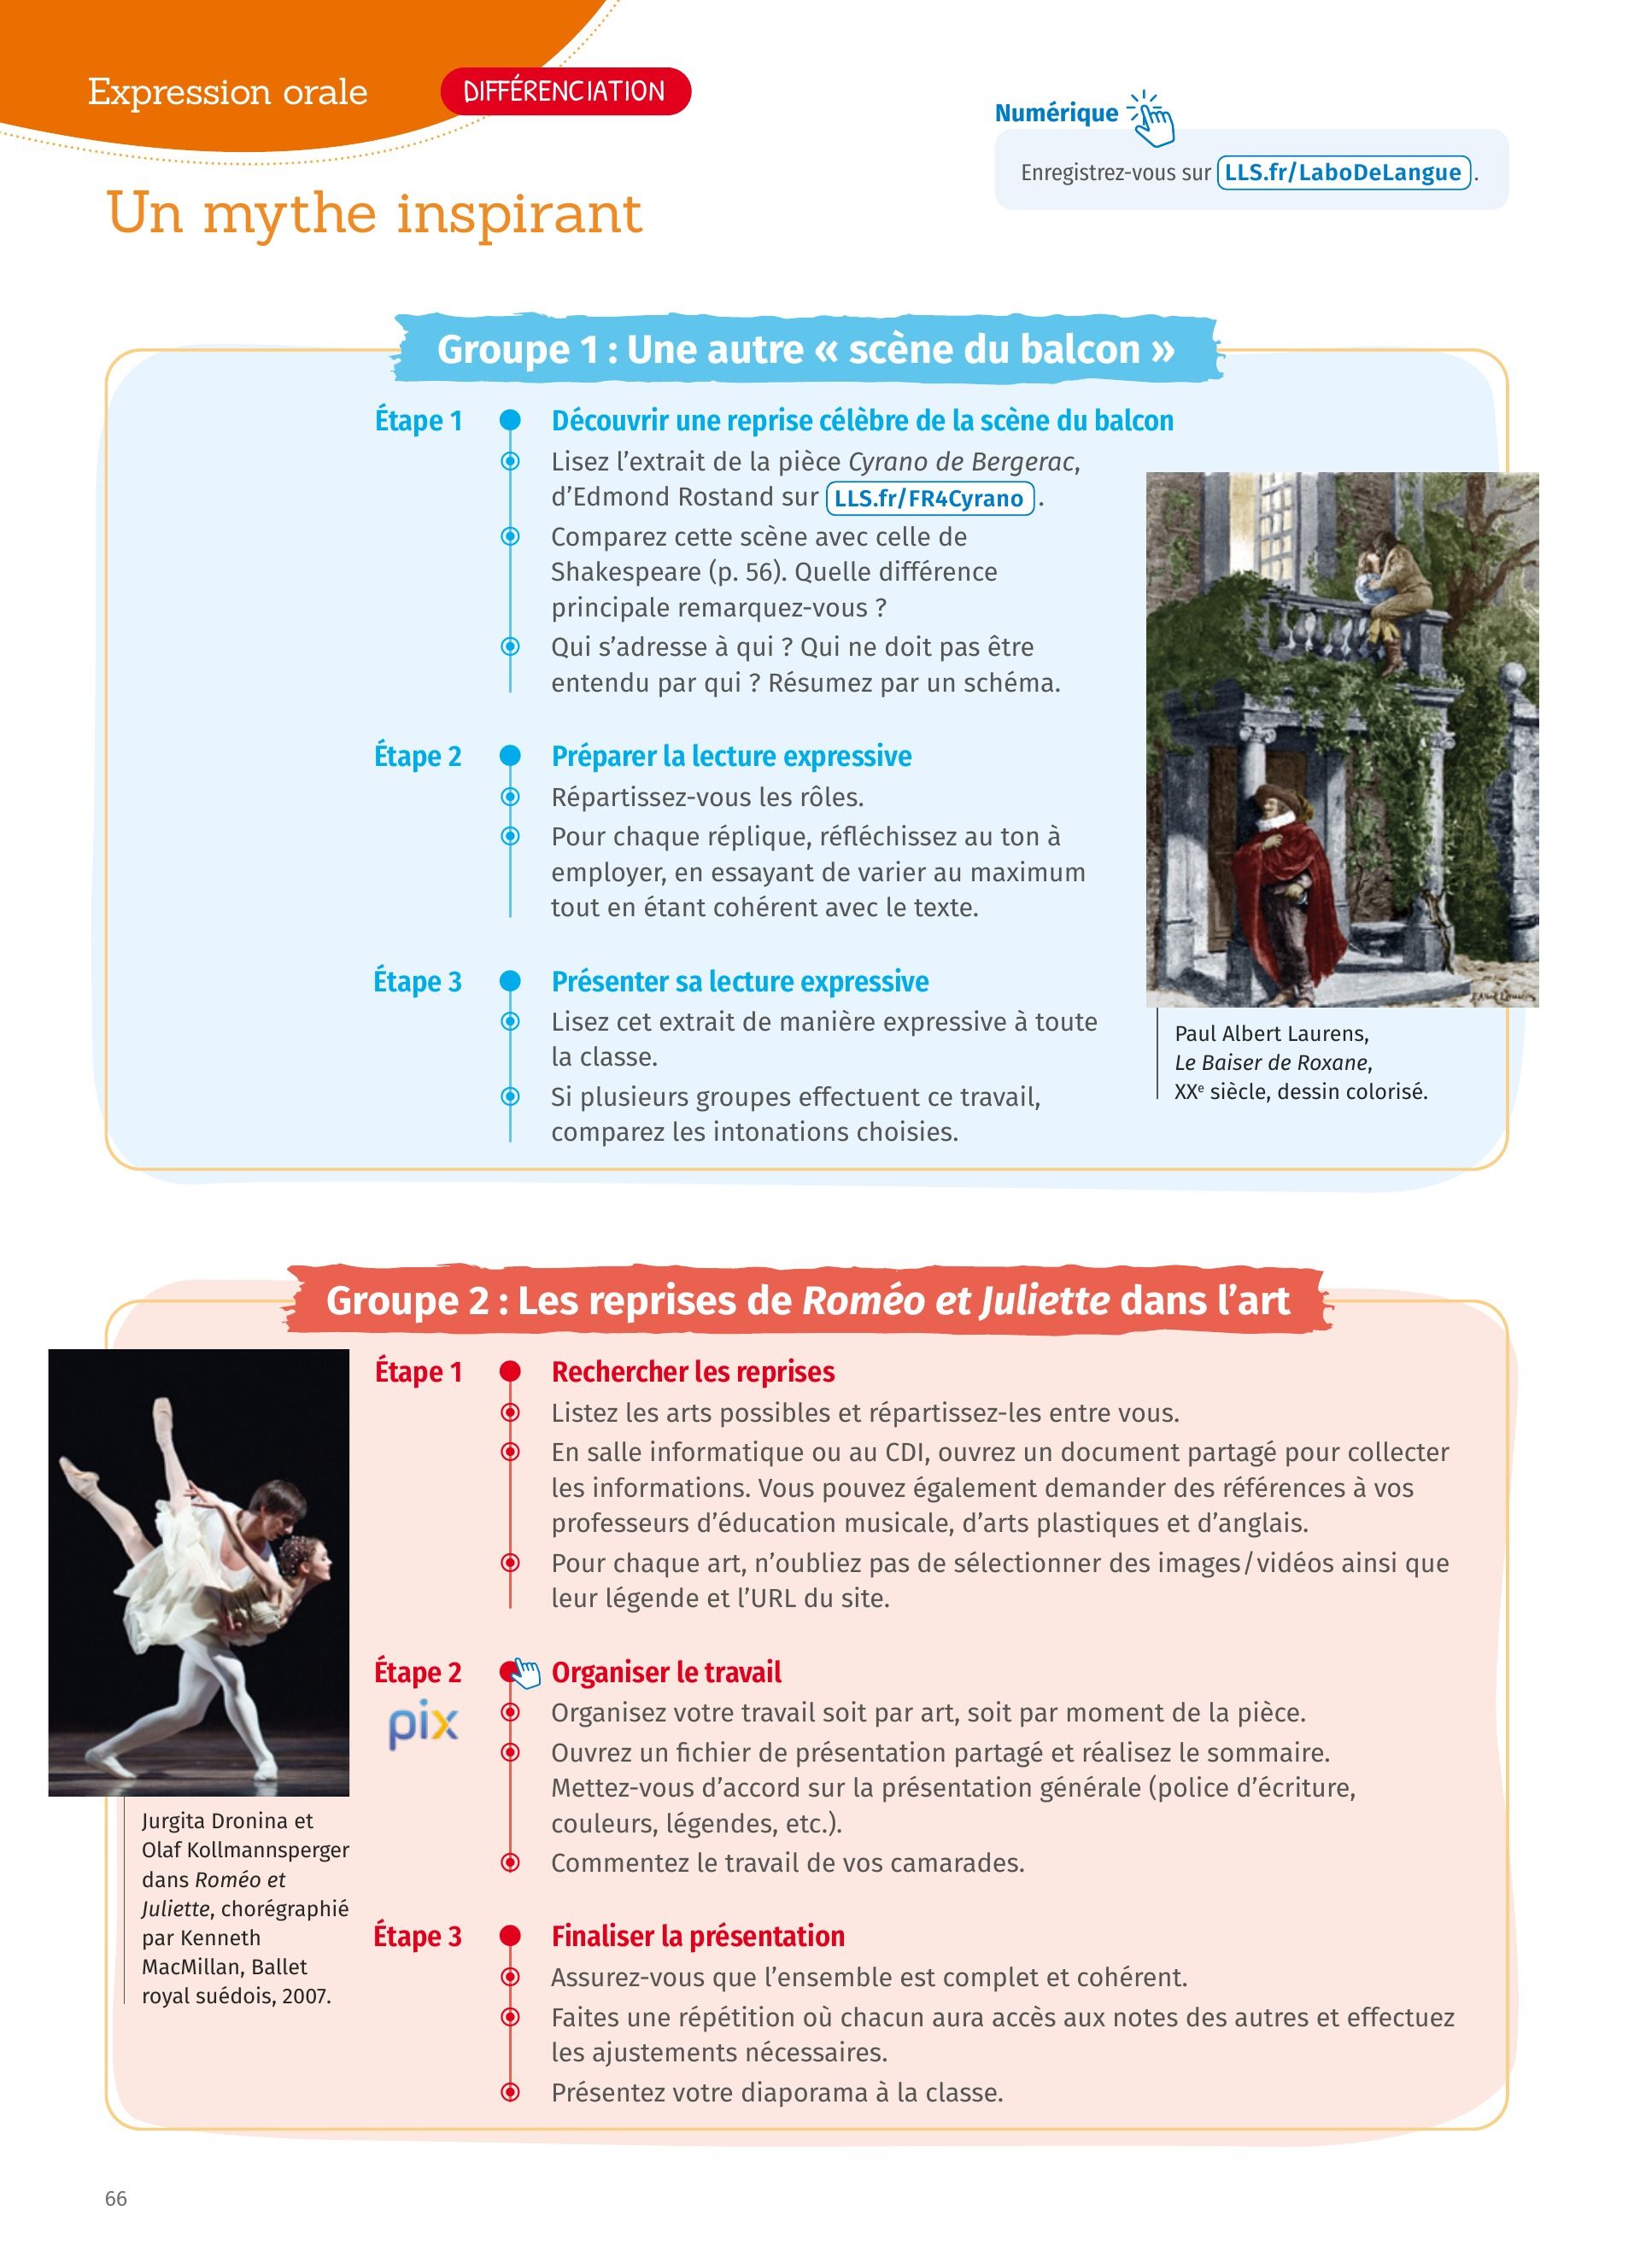 Expression orale
DIFFÉRENCIATION
Numérique
Enregistrez-vous sur LLS.fr/LaboDeLangue .
Un mythe inspirant
Groupe 1 : Une autre « scène du balcon »
Étape 1
Découvrir une reprise célèbre de la scène du balcon
Lisez l’extrait de la pièce Cyrano de Bergerac,
d’Edmond Rostand sur LLS.fr/FR4Cyrano .
Comparez cette scène avec celle de
Shakespeare (p. 56). Quelle différence
principale remarquez-vous ?
Qui s’adresse à qui ? Qui ne doit pas être
entendu par qui ? Résumez par un schéma.
Étape 2
Préparer la lecture expressive
Répartissez-vous les rôles.
Pour chaque réplique, réfléchissez au ton à
employer, en essayant de varier au maximum
tout en étant cohérent avec le texte.
Étape 3
Présenter sa lecture expressive
Lisez cet extrait de manière expressive à toute
la classe.
Si plusieurs groupes effectuent ce travail,
comparez les intonations choisies.
Paul Albert Laurens,
Le Baiser de Roxane,
XXe siècle, dessin colorisé.
Groupe 2 : Les reprises de Roméo et Juliette dans l’art
Étape 1
Rechercher les reprises
Listez les arts possibles et répartissez-les entre vous.
En salle informatique ou au CDI, ouvrez un document partagé pour collecter
les informations. Vous pouvez également demander des références à vos
professeurs d’éducation musicale, d’arts plastiques et d’anglais.
Pour chaque art, n’oubliez pas de sélectionner des images/vidéos ainsi que
leur légende et l’URL du site.
Étape 2
pix
Organiser le travail
Organisez votre travail soit par art, soit par moment de la pièce.
Ouvrez un fichier de présentation partagé et réalisez le sommaire.
Mettez-vous d’accord sur la présentation générale (police d’écriture,
couleurs, légendes, etc.).
Commentez le travail de vos camarades.
Étape 3
Finaliser la présentation
Assurez-vous que l’ensemble est complet et cohérent.
Faites une répétition où chacun aura accès aux notes des autres et effectuez
les ajustements nécessaires.
Présentez votre diaporama à la classe.
Jurgita Dronina et
Olaf Kollmannsperger
dans Roméo et
Juliette, chorégraphié
par Kenneth
MacMillan, Ballet
royal suédois, 2007.
66